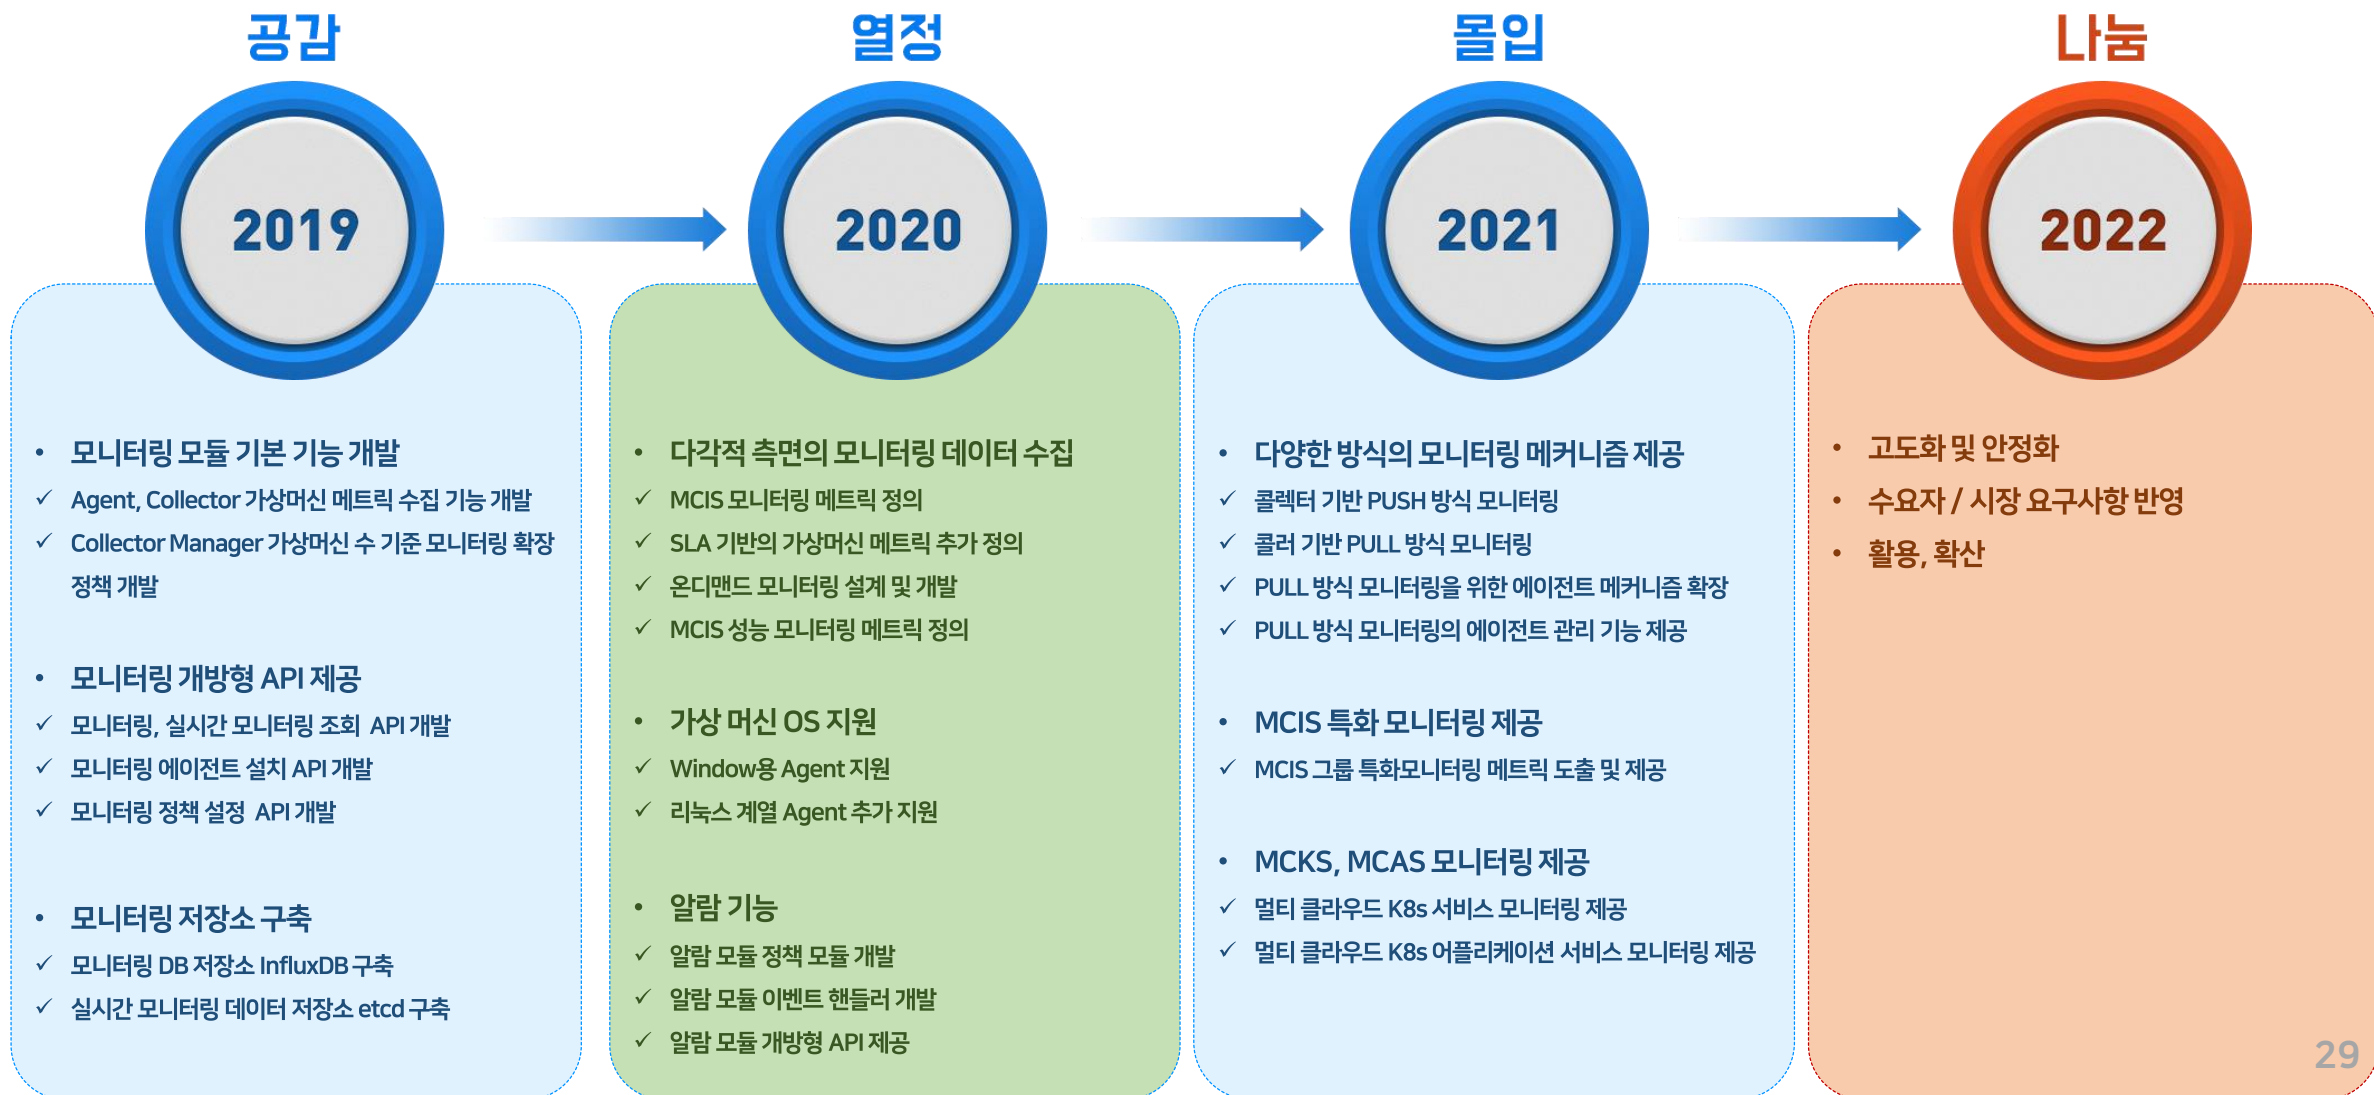 공감
2019
• 모니터링 모듈 기본 기능 개발
✓ Agent, Collector 가상머신 메트릭 수집 기능 개발
✓ Collector Manager 가상머신 수 기준 모니터링 확장
정책 개발
• 모니터링 개방형 API 제공
✓ 모니터링, 실시간 모니터링 조회 API 개발
✓ 모니터링 에이전트 설치 API 개발
✓ 모니터링 정책 설정 API 개발
• 모니터링 저장소 구축
✓ 모니터링 DB 저장소 InfluxDB 구축
✓ 실시간 모니터링 데이터 저장소 etcd 구축
열정
2020
• 다각적 측면의 모니터링 데이터 수집
✓ MCIS 모니터링 메트릭 정의
✓ SLA 기반의 가상머신 메트릭 추가 정의
✓ 온디맨드 모니터링 설계 및 개발
✓ MCIS 성능 모니터링 메트릭 정의
• 가상 머신 OS 지원
✓ Window용 Agent 지원
✓ 리눅스 계열 Agent 추가 지원
• 알람 기능
✓ 알람 모듈 정책 모듈 개발
✓ 알람 모듈 이벤트 핸들러 개발
✓ 알람 모듈 개방형 API 제공
몰입
2021
• 다양한 방식의 모니터링 메커니즘 제공
✓ 콜렉터 기반 PUSH 방식 모니터링
✓ 콜러 기반 PULL 방식 모니터링
✓ PULL 방식 모니터링을 위한 에이전트 메커니즘 확장
✓ PULL 방식 모니터링의 에이전트 관리 기능 제공
• MCIS 특화 모니터링 제공
✓ MCIS 그룹 특화모니터링 메트릭 도출 및 제공
• MCKS, MCAS 모니터링 제공
✓ 멀티 클라우드 K8s 서비스 모니터링 제공
✓ 멀티 클라우드 K8s 어플리케이션 서비스 모니터링 제공
나눔
2022
• 고도화 및 안정화
• 수요자 / 시장 요구사항 반영
• 활용, 확산
29